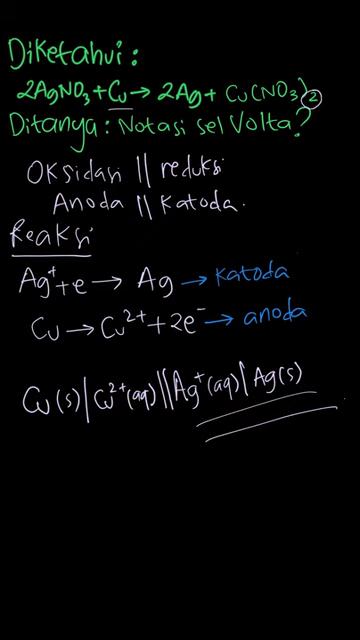 Diketahui :
2AgNO₃ + Cu → 2Ag + Cu(NO₃)₂
Ditanya : Notasi sel Volta ?
Oksidasi || reduksi
Anoda || Katoda.
Reaksi
Ag⁺ + e → Ag → katoda
Cu → Cu²⁺ + 2e⁻ → anoda
Cu (s) | Cu²⁺ (aq) || Ag⁺ (aq) | Ag (s)